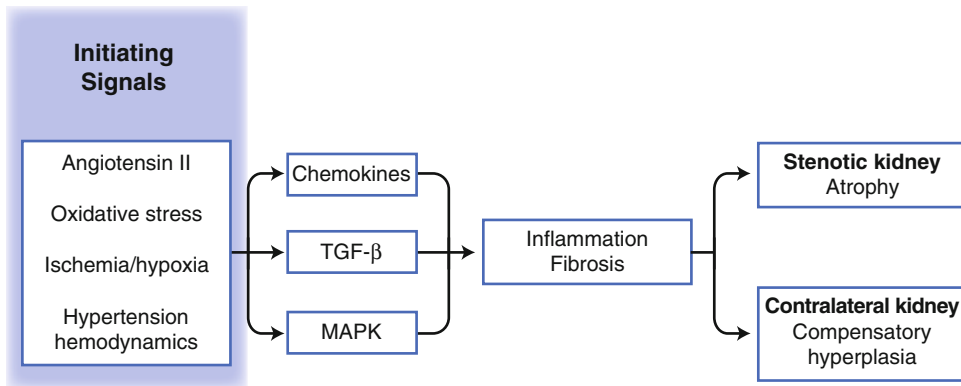 Initiating
Signals
Angiotensin II
Oxidative stress
Ischemia/hypoxia
Hypertension
hemodynamics
Chemokines
TGF-β
MAPK
Inflammation
Fibrosis
Stenotic kidney
Atrophy
Contralateral kidney
Compensatory
hyperplasia